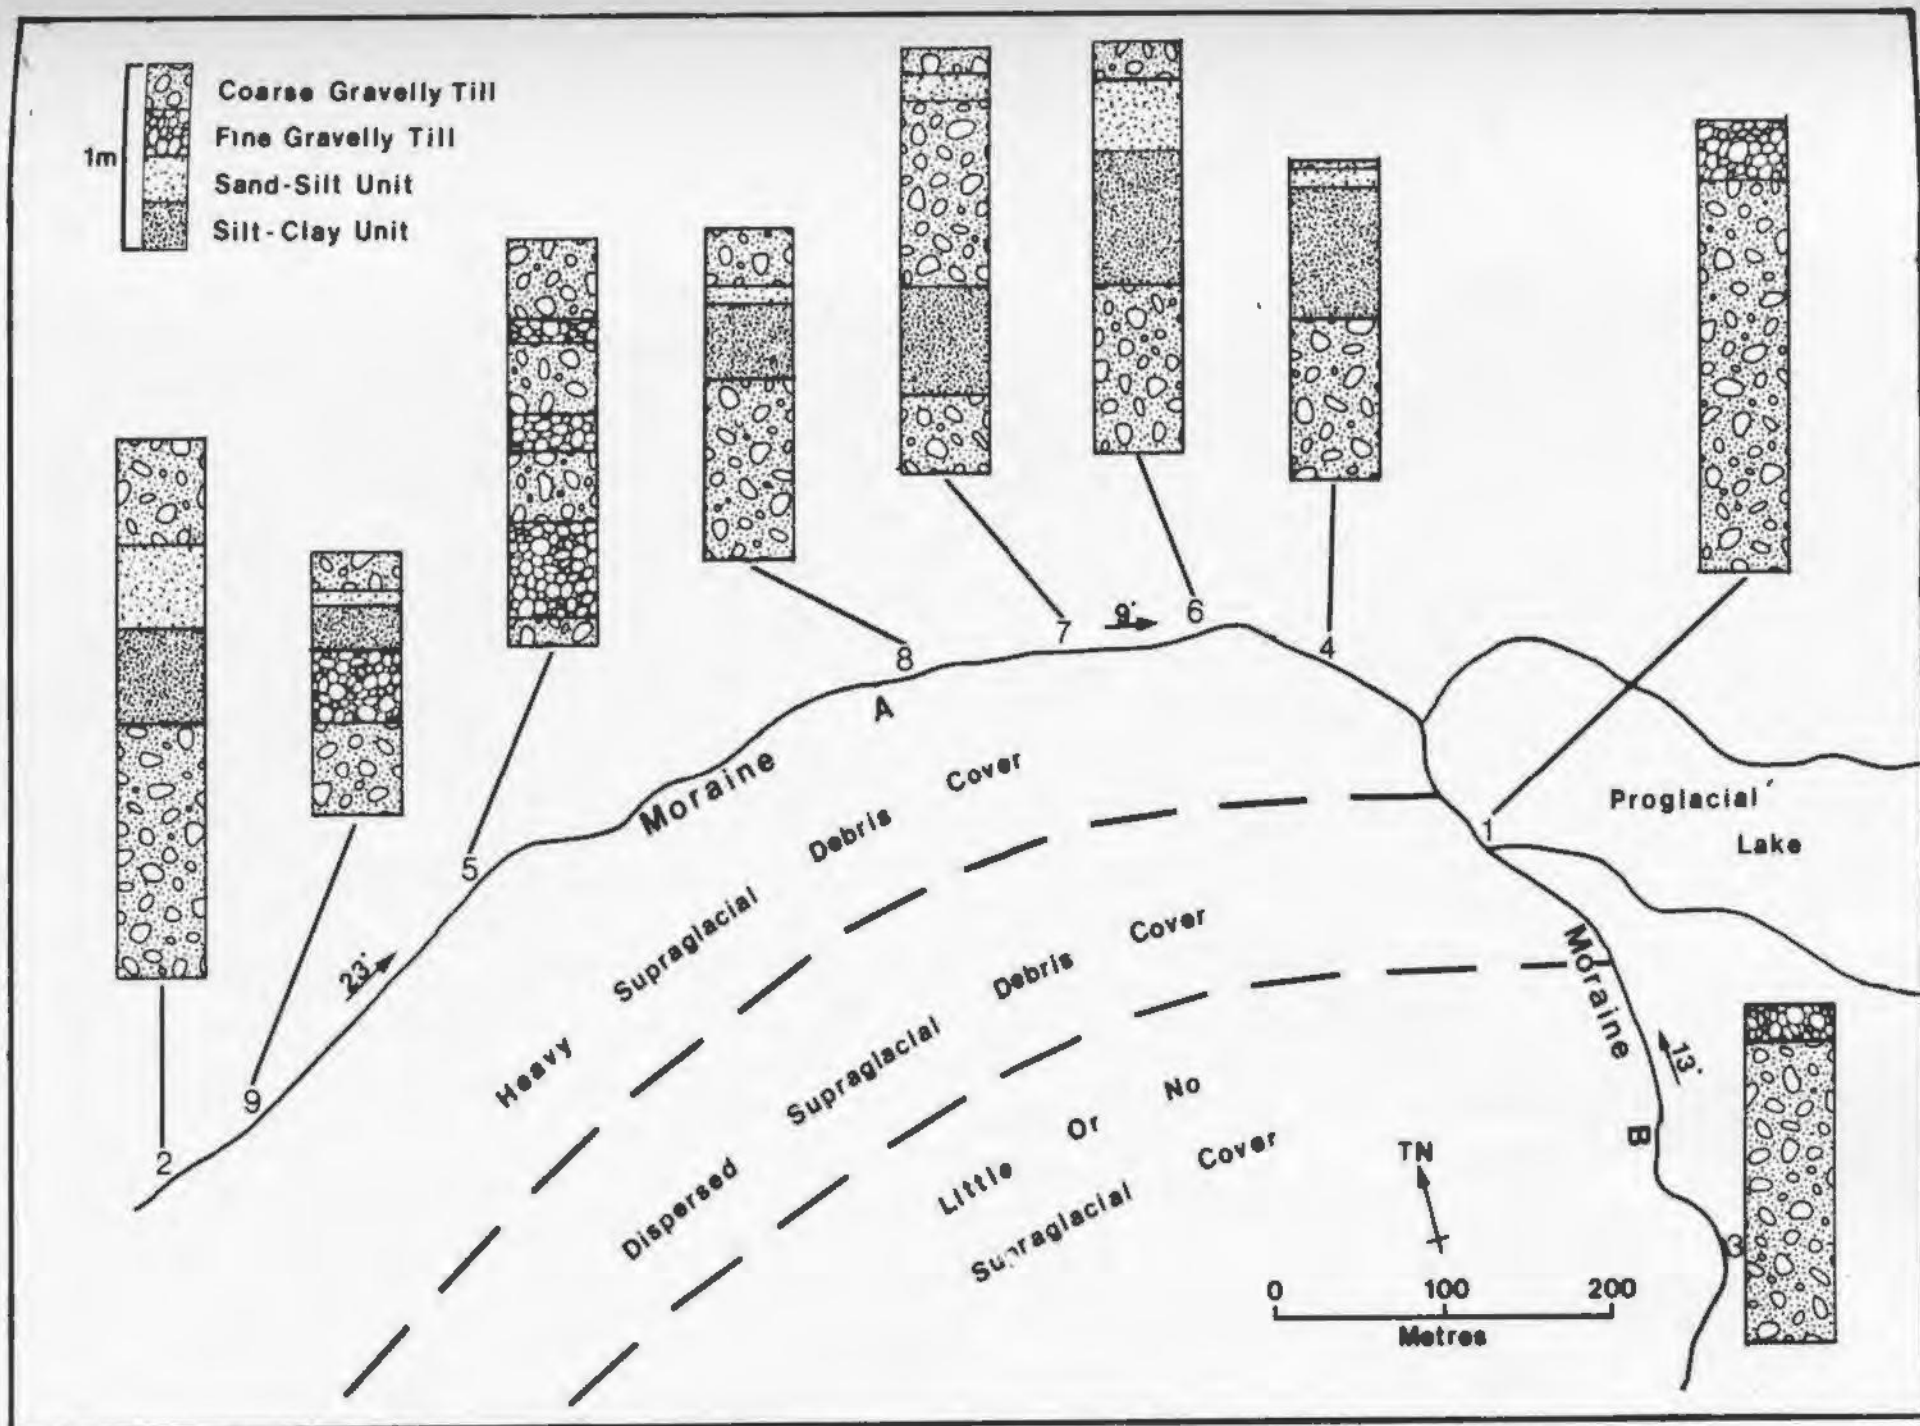 Coarse Gravelly Till
Fine Gravelly Till
1m
Sand-Silt Unit
Silt-Clay Unit
9°
7
6
8
4
A
Moraine
Heavy Supraglacial Debris Cover
Proglacial
Lake
1
5
23°
9
2
Dispersed Supraglacial Debris Cover
Moraine
13°
B
Little Or No
Supraglacial Cover
TN
3
0 100 200
Metres